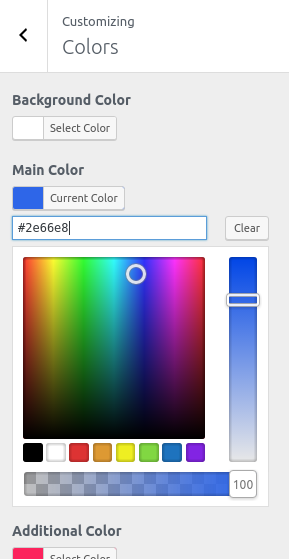 Customizing
Colors
Background Color
Select Color
Main Color
Current Color
#2e66e8
Clear
100
Additional Color
Select Color